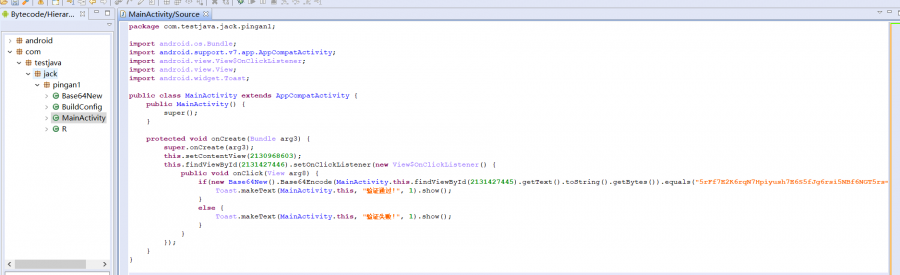 Bytecode/Hierar...
MainActivity/Source
android
com
testjava
jack
pingan1
Base64New
BuildConfig
MainActivity
R
package com.testjava.jack.pingan1;
import android.os.Bundle;
import android.support.v7.app.AppCompatActivity;
import android.view.View$OnClickListener;
import android.view.View;
import android.widget.Toast;
public class MainActivity extends AppCompatActivity {
public MainActivity() {
super();
}
protected void onCreate(Bundle arg3) {
super.onCreate(arg3);
this.setContentView(2130968603);
this.findViewById(2131427446).setOnClickListener(new View$OnClickListener() {
public void onClick(View arg8) {
if(new Base64New().Base64Encode(MainActivity.this.findViewById(2131427445).getText().toString().getBytes()).equals(
Toast.makeText(MainActivity.this, "验证通过!", 1).show();
}
else {
Toast.makeText(MainActivity.this, "验证失败!", 1).show();
}
}
});
}
}